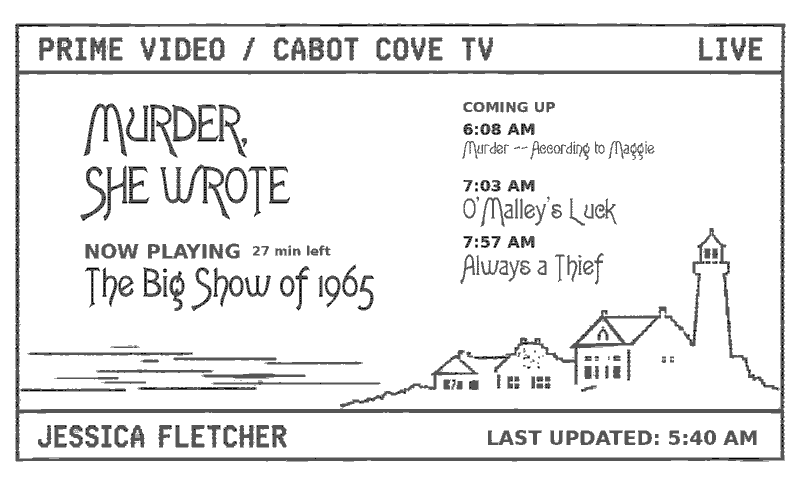 PRIME VIDEO / CABOT COVE TV
LIVE
MURDER,
SHE WROTE
NOW PLAYING 27 min left
The Big Show of 1965
COMING UP
6:08 AM
Murder -- According to Maggie
7:03 AM
O'Malley's Luck
7:57 AM
Always a Thief
JESSICA FLETCHER
LAST UPDATED: 5:40 AM